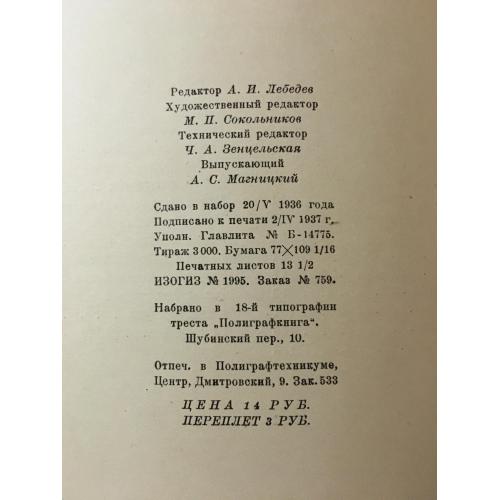 Редактор А. И. Лебедев
Художественный редактор
М. П. Сокольников
Технический редактор
Ч. А. Зенцельская
Выпускающий
А. С. Магницкий
Сдано в набор 20/V 1936 года
Подписано к печати 2/IV 1937 г.
Уполн. Главлита № Б-14775.
Тираж 3000. Бумага 77×109 1/16
Печатных листов 13 1/2
ИЗОГИЗ № 1995. Заказ № 759.
Набрано в 18-й типографии
треста „Полиграфкнига“.
Шубинский пер., 10.
Отпеч. в Полиграфтехникуме,
Центр, Дмитровский, 9. Зак. 533
ЦЕНА 14 РУБ.
ПЕРЕПЛЕТ 3 РУБ.